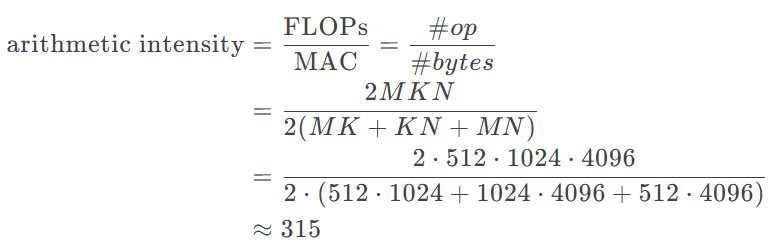 arithmetic intensity = FLOPs / MAC = #op / #bytes
= 2MKN / 2(MK + KN + MN)
= 2 · 512 · 1024 · 4096 / 2 · (512 · 1024 + 1024 · 4096 + 512 · 4096)
≈ 315